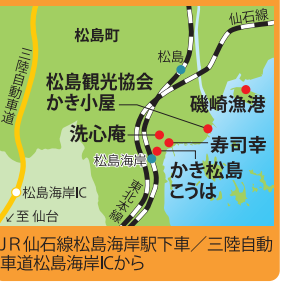 仙石線
松島町
三陸自動車道
松島
松島観光協会
かき小屋
磯崎漁港
洗心庵
寿司幸
松島海岸
かき松島
こうは
東北本線
松島海岸IC
↙至 仙台
JR仙石線松島海岸駅下車／三陸自動
車道松島海岸ICから